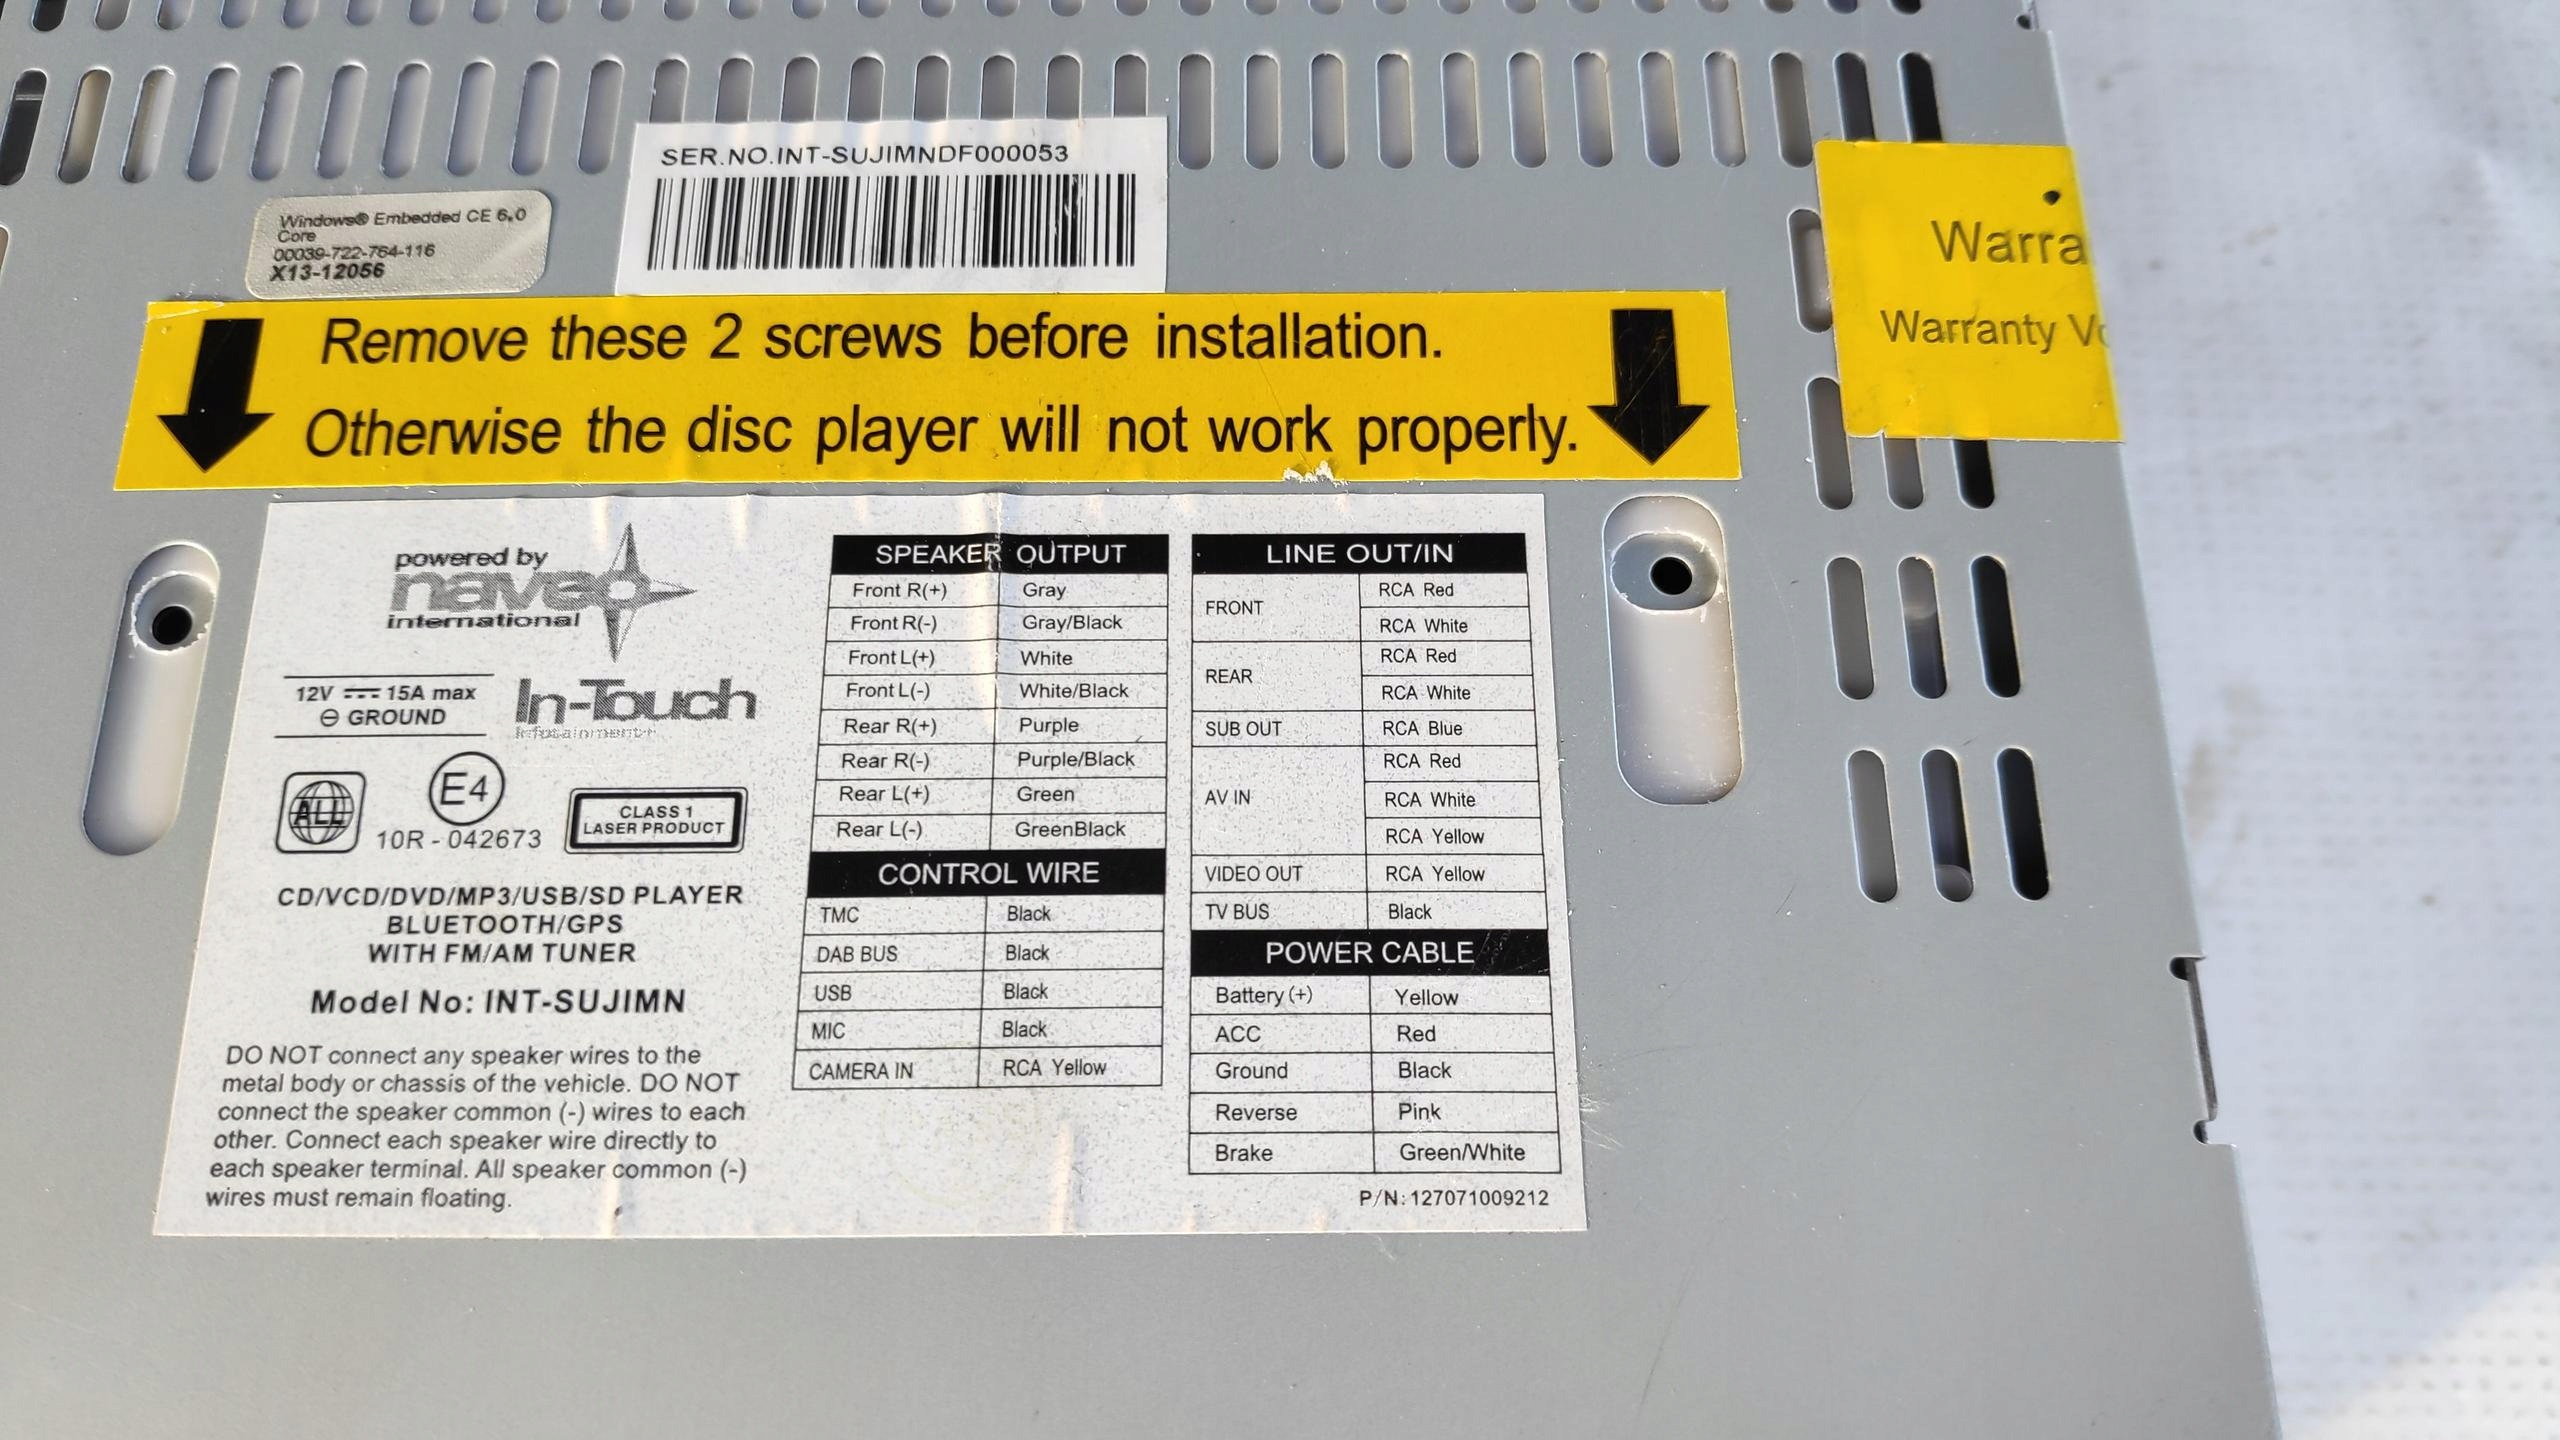 SER.NO.INT-SUJIMNDF000053
Windows® Embedded CE 6.0
Core
00039-722-764-116
X13-12056
Warra
Warranty Vo
Remove these 2 screws before installation.
Otherwise the disc player will not work properly.
powered by
naveo
international
12V 15A max
GROUND
In-Touch
Infotainment+
ALL
E4
10R - 042673
CLASS 1
LASER PRODUCT
CD/VCD/DVD/MP3/USB/SD PLAYER
BLUETOOTH/GPS
WITH FM/AM TUNER
Model No: INT-SUJIMN
DO NOT connect any speaker wires to the
metal body or chassis of the vehicle. DO NOT
connect the speaker common (-) wires to each
other. Connect each speaker wire directly to
each speaker terminal. All speaker common (-)
wires must remain floating.
SPEAKER OUTPUT
Front R(+) Gray
Front R(-) Gray/Black
Front L(+) White
Front L(-) White/Black
Rear R(+) Purple
Rear R(-) Purple/Black
Rear L(+) Green
Rear L(-) GreenBlack
CONTROL WIRE
TMC Black
DAB BUS Black
USB Black
MIC Black
CAMERA IN RCA Yellow
LINE OUT/IN
FRONT RCA Red
RCA White
REAR RCA Red
RCA White
SUB OUT RCA Blue
AV IN RCA Red
RCA White
RCA Yellow
VIDEO OUT RCA Yellow
TV BUS Black
POWER CABLE
Battery (+) Yellow
ACC Red
Ground Black
Reverse Pink
Brake Green/White
P/N:127071009212